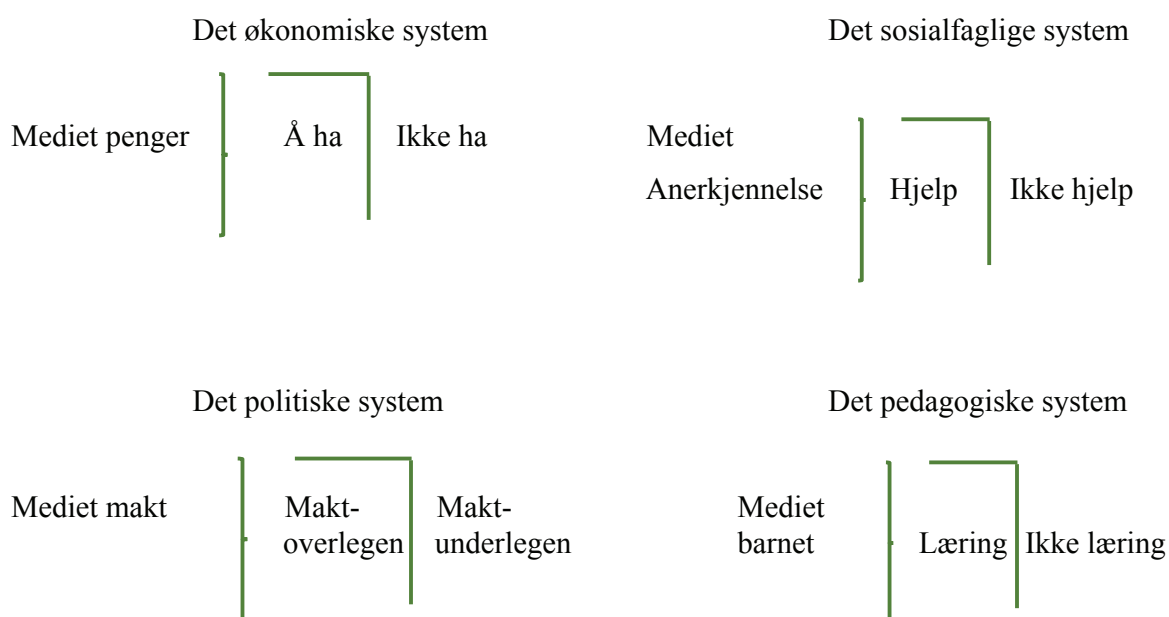 Det økonomiske system
Mediet penger
Å ha
Ikke ha
Det sosialfaglige system
Mediet
Anerkjennelse
Hjelp
Ikke hjelp
Det politiske system
Mediet makt
Makt-
overlegen
Makt-
underlegen
Det pedagogiske system
Mediet
barnet
Læring
Ikke læring